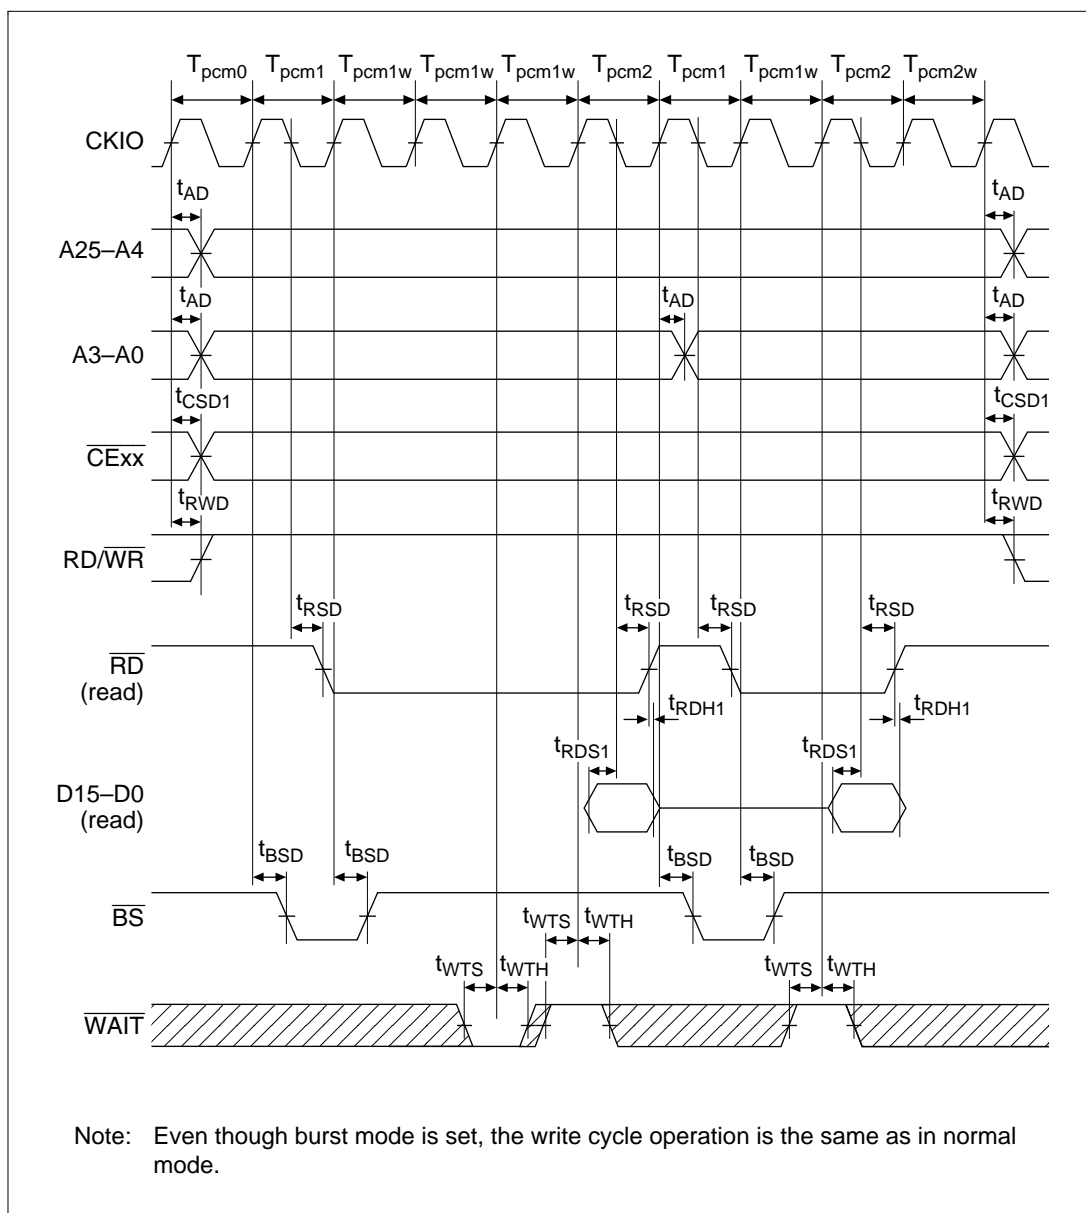 Tpcm0 Tpcm1 Tpcm1w Tpcm1w Tpcm1w Tpcm2 Tpcm1 Tpcm1w Tpcm2 Tpcm2w
CKIO
tAD tAD
A25–A4
tAD tAD tAD
A3–A0
tCSD1 tCSD1
CExx
tRWD tRWD
RD/WR
tRSD tRSD tRSD tRSD
RD
(read)
tRDH1 tRDH1
tRDS1 tRDS1
D15–D0
(read)
tBSD tBSD tBSD tBSD
BS
tWTS tWTH
tWTS tWTH tWTS tWTH
WAIT
Note: Even though burst mode is set, the write cycle operation is the same as in normal
mode.